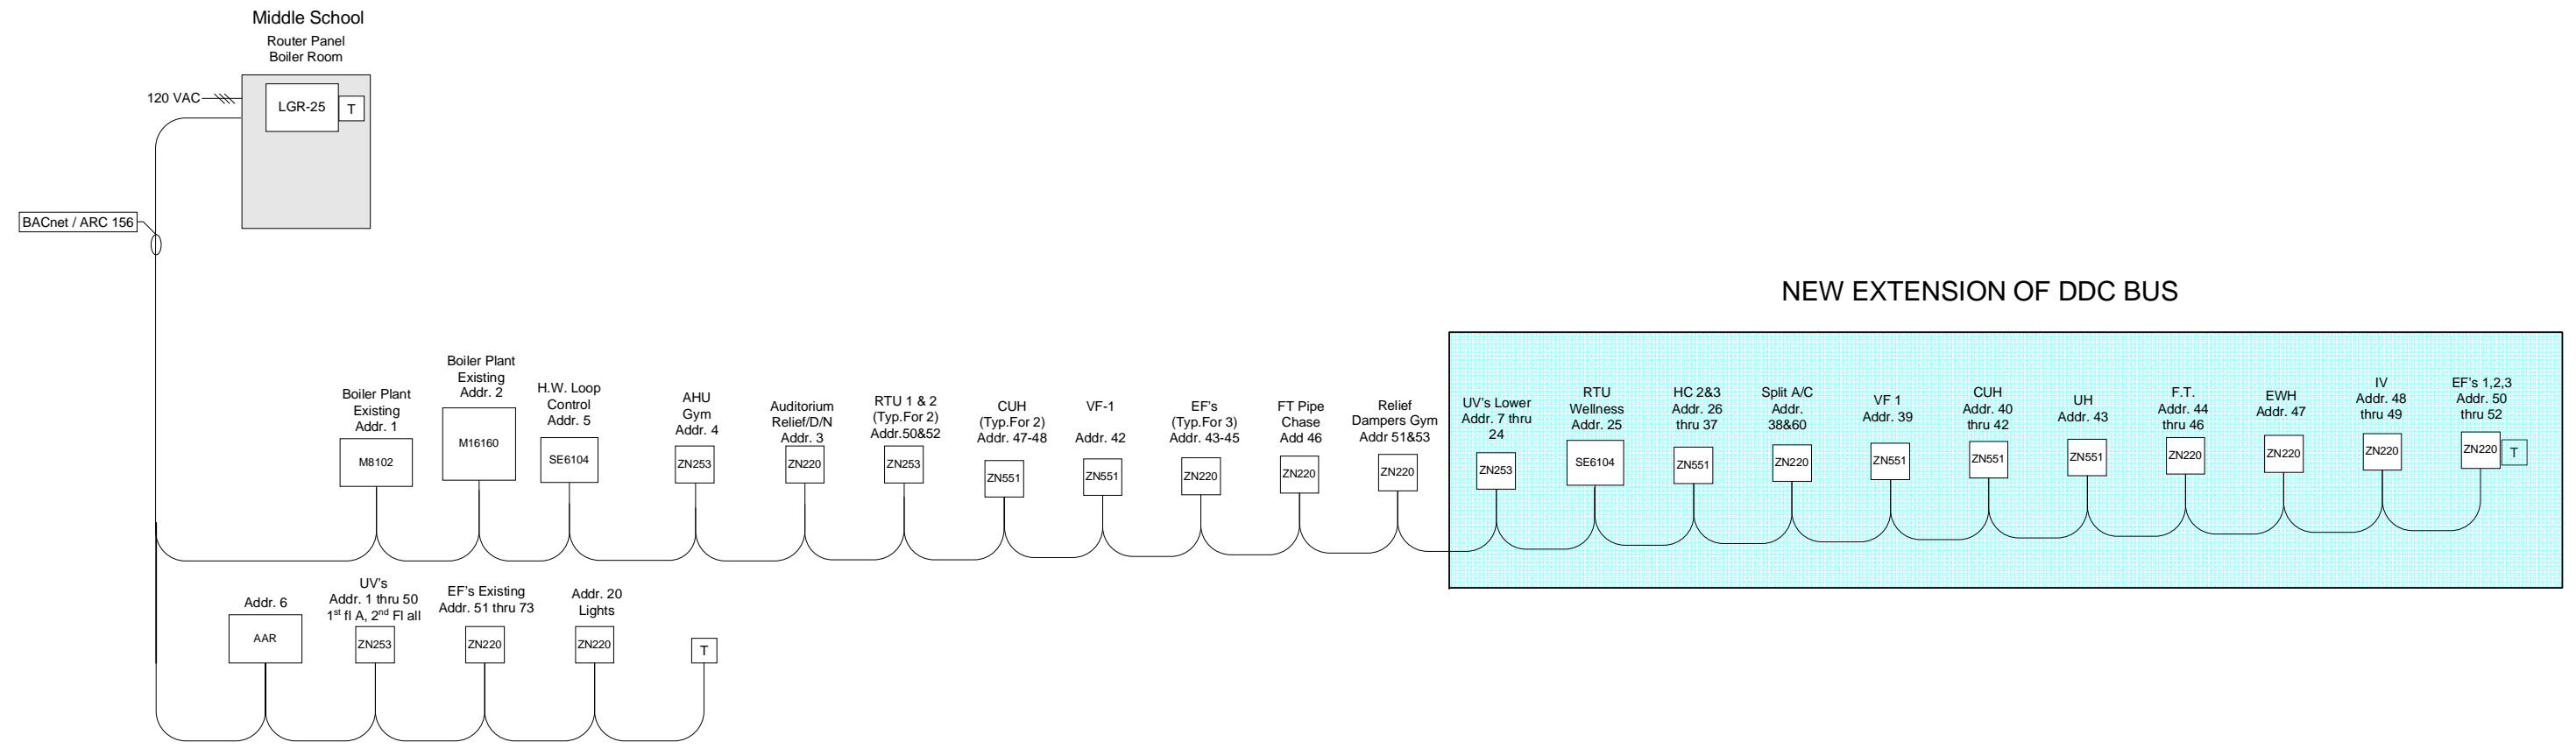 Middle School
Router Panel
Boiler Room
120 VAC
LGR-25
T
BACnet / ARC 156
NEW EXTENSION OF DDC BUS
Boiler Plant
Existing
Addr. 1
M8102
Boiler Plant
Existing
Addr. 2
M16160
H.W. Loop
Control
Addr. 5
SE6104
AHU
Gym
Addr. 4
ZN253
Auditorium
Relief/D/N
Addr. 3
ZN220
RTU 1 & 2
(Typ.For 2)
Addr.50&52
ZN253
CUH
(Typ.For 2)
Addr. 47-48
ZN551
VF-1
Addr. 42
ZN551
EF's
(Typ.For 3)
Addr. 43-45
ZN220
FT Pipe
Chase
Add 46
ZN220
Relief
Dampers Gym
Addr 51&53
ZN220
UV's Lower
Addr. 7 thru
24
ZN253
RTU
Wellness
Addr. 25
SE6104
HC 2&3
Addr. 26
thru 37
ZN551
Split A/C
Addr.
38&60
ZN220
VF 1
Addr. 39
ZN551
CUH
Addr. 40
thru 42
ZN551
UH
Addr. 43
ZN551
F.T.
Addr. 44
thru 46
ZN220
EWH
Addr. 47
ZN220
IV
Addr. 48
thru 49
ZN220
EF's 1,2,3
Addr. 50
thru 52
ZN220
T
Addr. 6
AAR
UV's
Addr. 1 thru 50
1st fl A, 2nd Fl all
ZN253
EF's Existing
Addr. 51 thru 73
ZN220
Addr. 20
Lights
ZN220
T